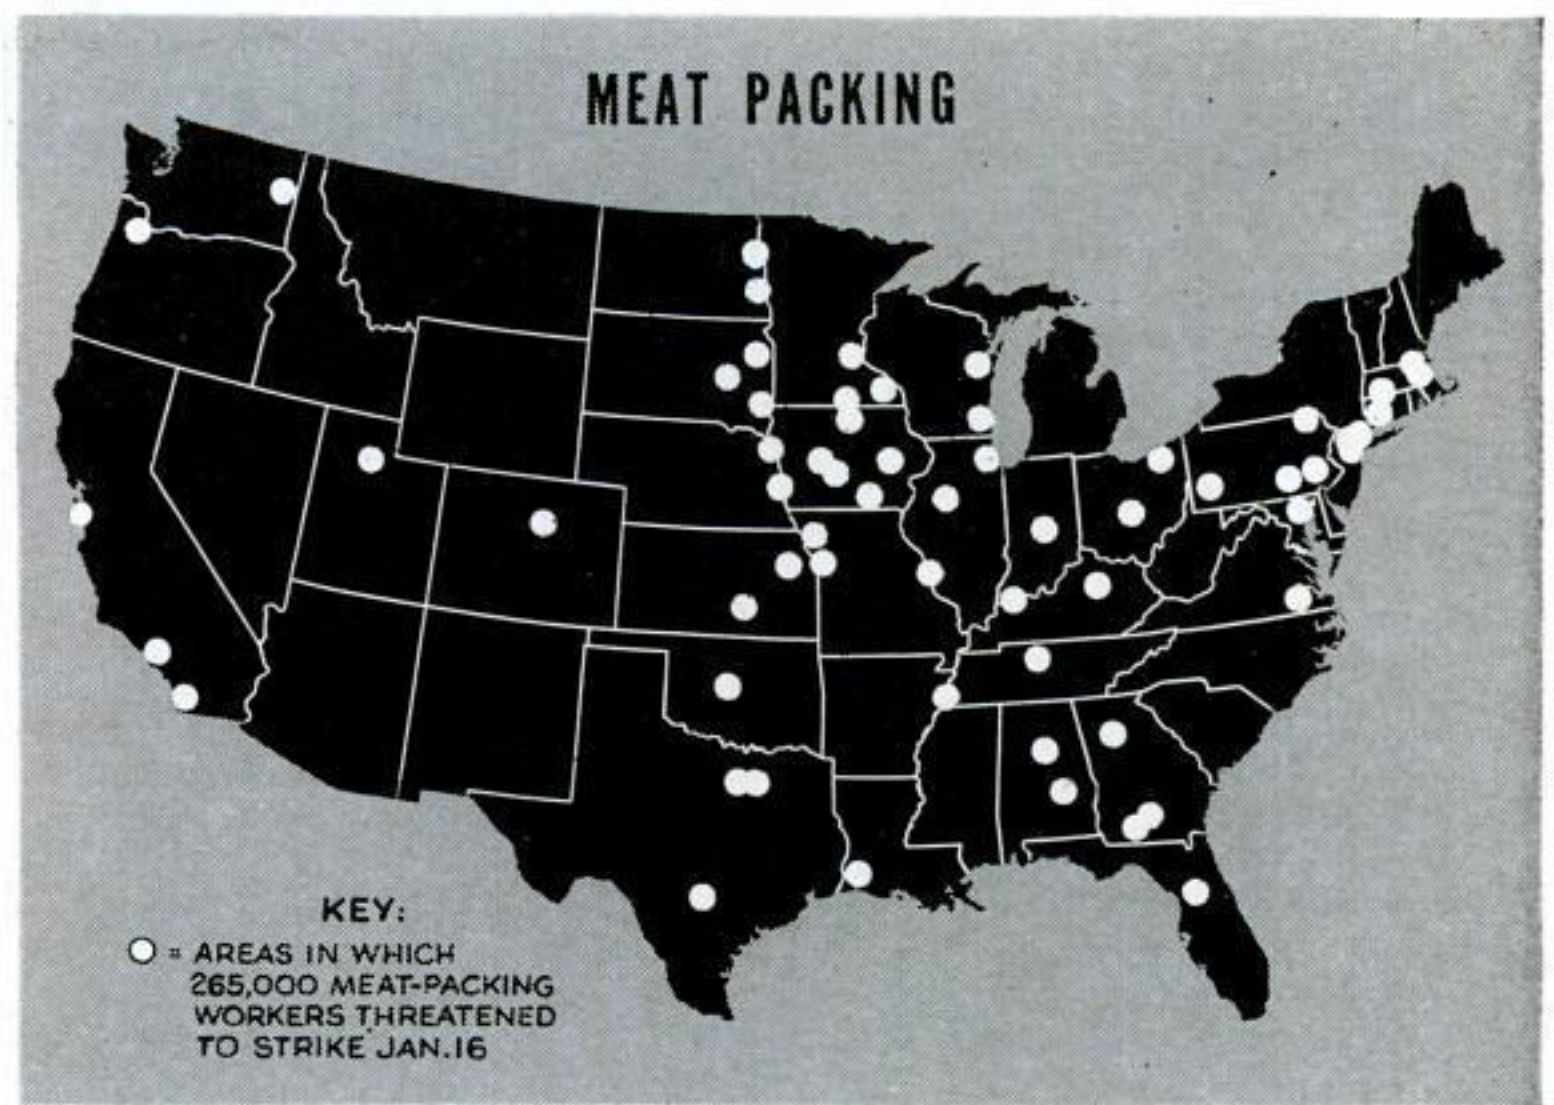 MEAT PACKING
KEY:
= AREAS IN WHICH
265,000 MEAT-PACKING
WORKERS THREATENED
TO STRIKE JAN.16